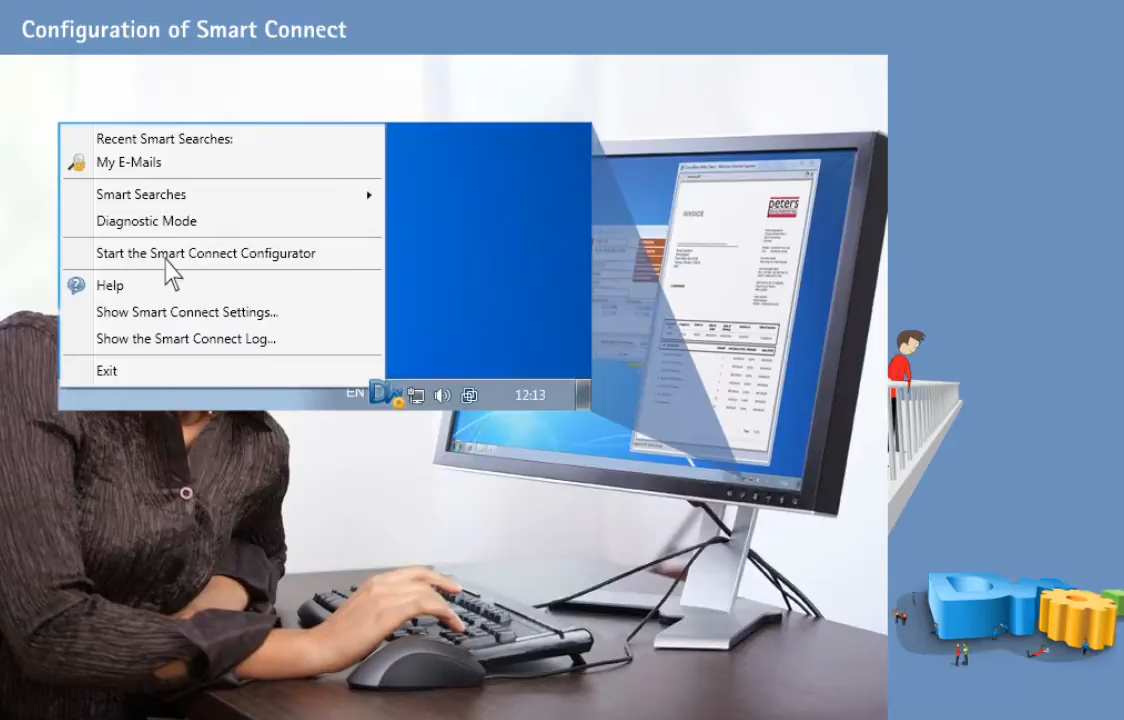 Configuration of Smart Connect
Recent Smart Searches:
My E-Mails
Smart Searches
Diagnostic Mode
Start the Smart Connect Configurator
Help
Show Smart Connect Settings...
Show the Smart Connect Log...
Exit
EN
12:13
INVOICE
peters